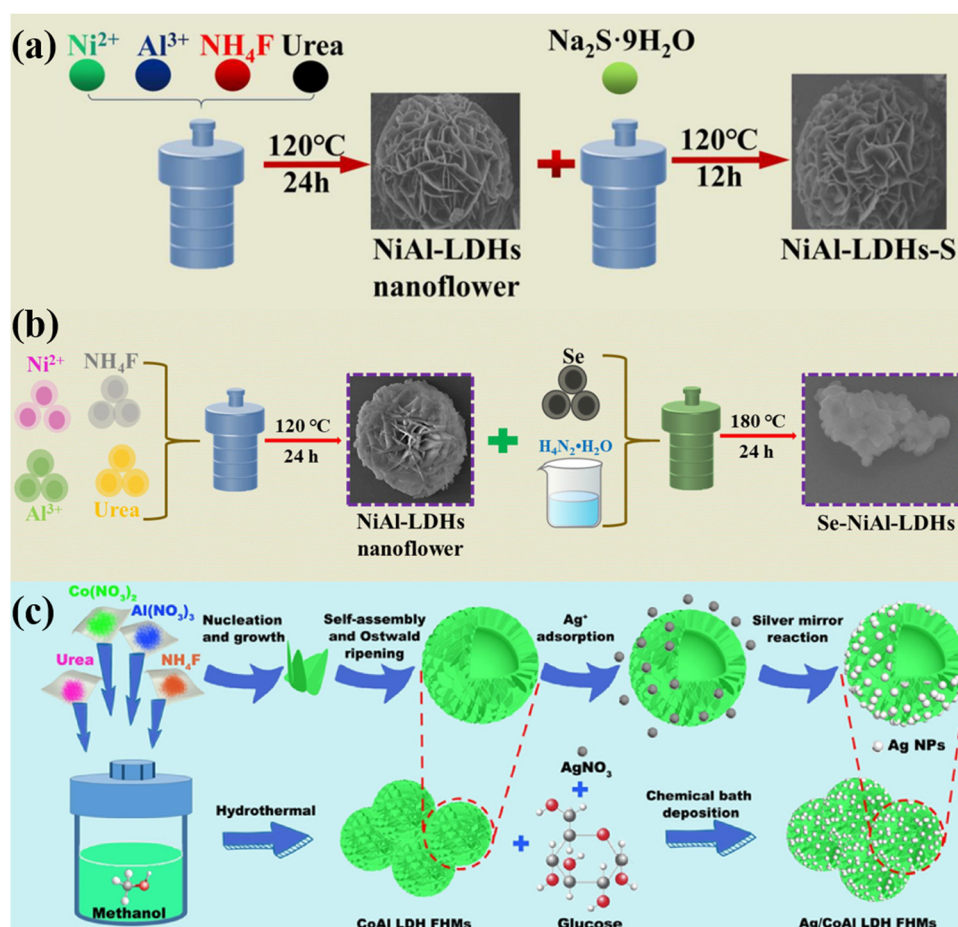 (a)
Ni²⁺ Al³⁺ NH₄F Urea
Na₂S·9H₂O
120℃
24h
120℃
12h
NiAl-LDHs
nanoflower
NiAl-LDHs-S
(b)
Ni²⁺ NH₄F
Al³⁺ Urea
120 ℃
24 h
NiAl-LDHs
nanoflower
Se
H₄N₂•H₂O
180 ℃
24 h
Se-NiAl-LDHs
(c)
Co(NO₃)₂
Al(NO₃)₃
Urea
NH₄F
Nucleation
and growth
Self-assembly
and Ostwald
ripening
Ag⁺
adsorption
Silver mirror
reaction
Ag NPs
AgNO₃
Hydrothermal
Chemical bath
deposition
Methanol
CoAl LDH FHMs
Glucose
Ag/CoAl LDH FHMs